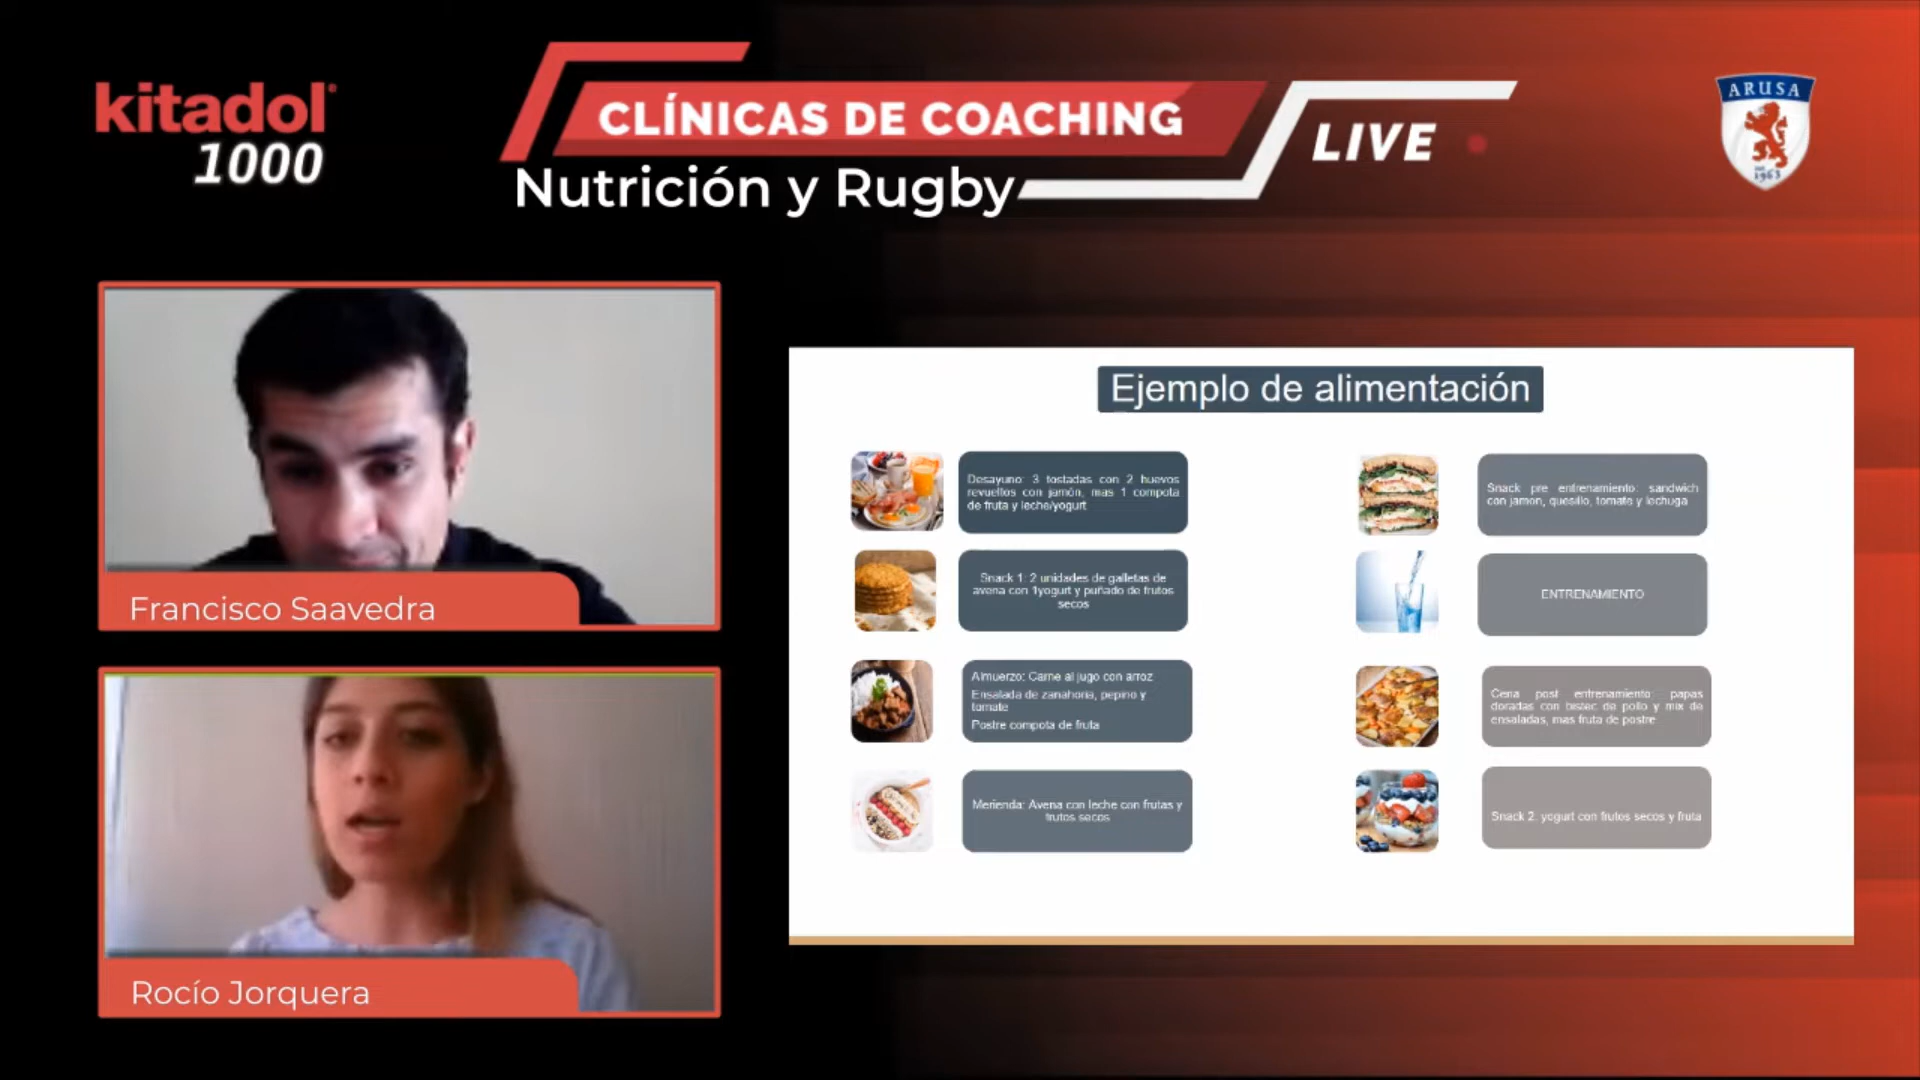 kitadol
1000
CLÍNICAS DE COACHING
LIVE
Nutrición y Rugby
ARUSA
1963
Francisco Saavedra
Rocío Jorquera
Ejemplo de alimentación
Desayuno: 3 tostadas con 2 huevos
revueltos con jamón, mas 1 compota
de fruta y leche/yogurt
Snack 1: 2 unidades de galletas de
avena con 1yogurt y puñado de frutos
secos
Almuerzo: Carne al jugo con arroz
Ensalada de zanahoria, pepino y
tomate
Postre compota de fruta
Merienda: Avena con leche con frutas y
frutos secos
Snack pre entrenamiento: sandwich
con jamon, quesillo, tomate y lechuga
ENTRENAMIENTO
Cena post entrenamiento: papas
doradas con bistec de pollo y mix de
ensaladas, mas fruta de postre
Snack 2: yogurt con frutos secos y fruta